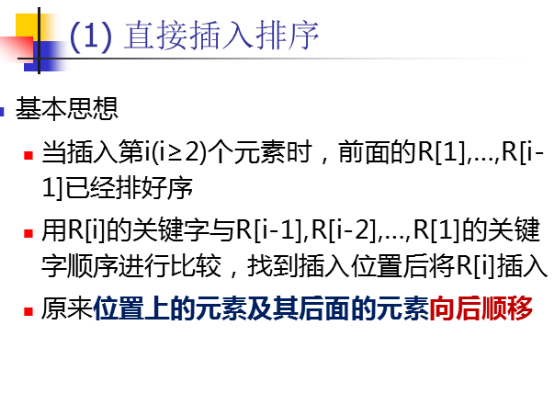 (1) 直接插入排序
基本思想
当插入第i(i≥2)个元素时，前面的R[1],…,R[i-
1]已经排好序
用R[i]的关键字与R[i-1],R[i-2],…,R[1]的关键
字顺序进行比较，找到插入位置后将R[i]插入
原来位置上的元素及其后面的元素向后顺移